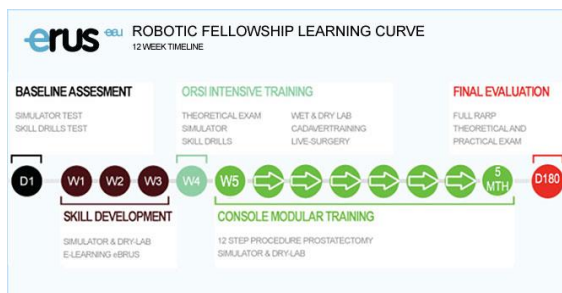 erus eau ROBOTIC FELLOWSHIP LEARNING CURVE
12 WEEK TIMELINE
BASELINE ASSESMENT
SIMULATOR TEST
SKILL DRILLS TEST
ORSI INTENSIVE TRAINING
THEORETICAL EXAM
SIMULATOR
SKILL DRILLS
WET & DRY LAB
CADAVERTRAINING
LIVE-SURGERY
FINAL EVALUATION
FULL RARP
THEORETICAL AND
PRACTICAL EXAM
D1 W1 W2 W3 W4 W5
5
MTH
D180
SKILL DEVELOPMENT
SIMULATOR & DRY-LAB
E-LEARNING eBRUS
CONSOLE MODULAR TRAINING
12 STEP PROCEDURE PROSTATECTOMY
SIMULATOR & DRY-LAB